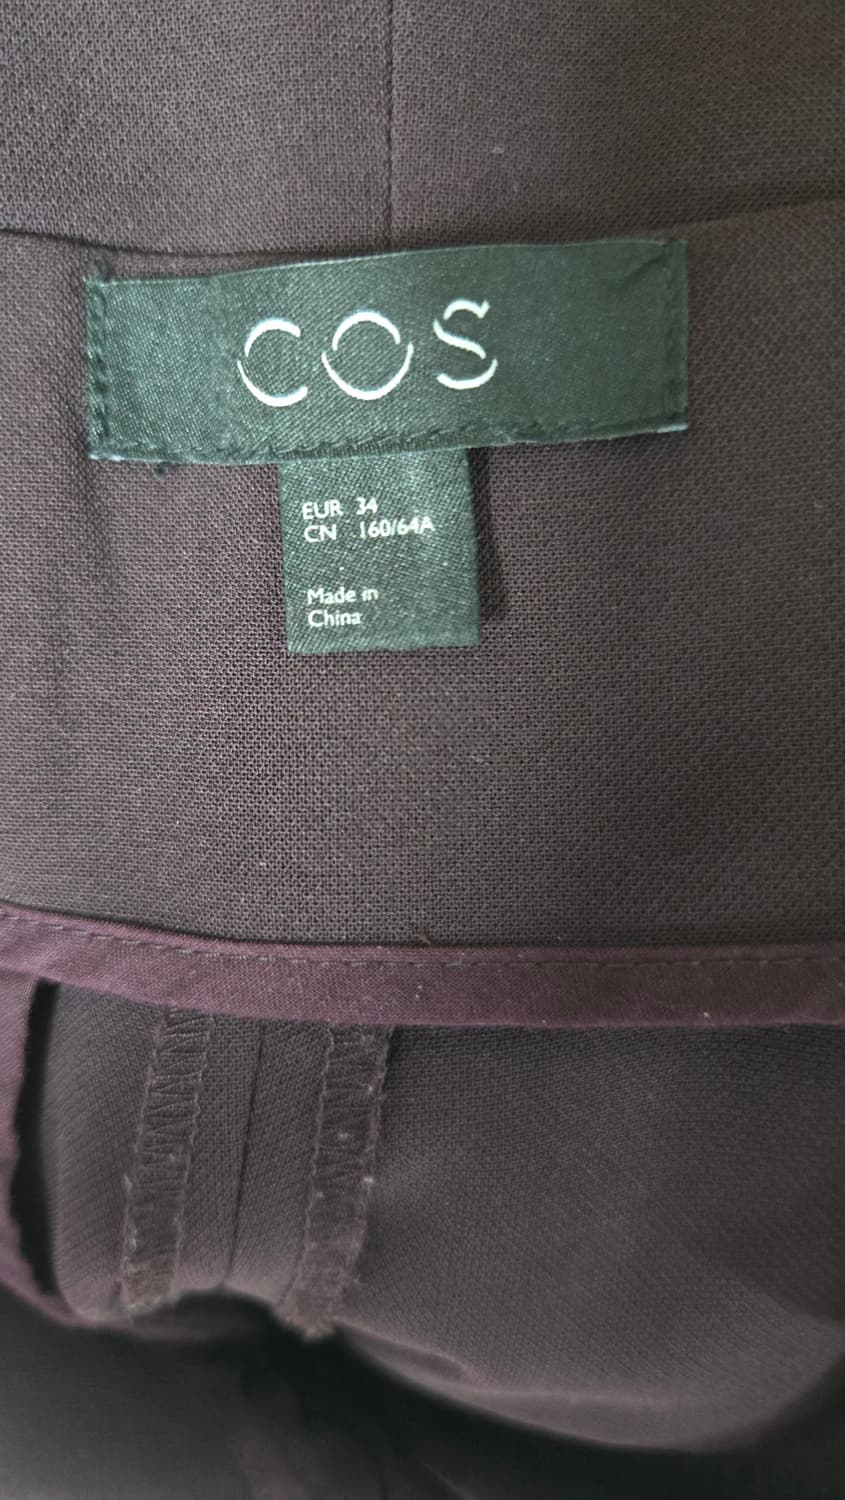 COS
EUR 34
CN 160/64A
Made in
China